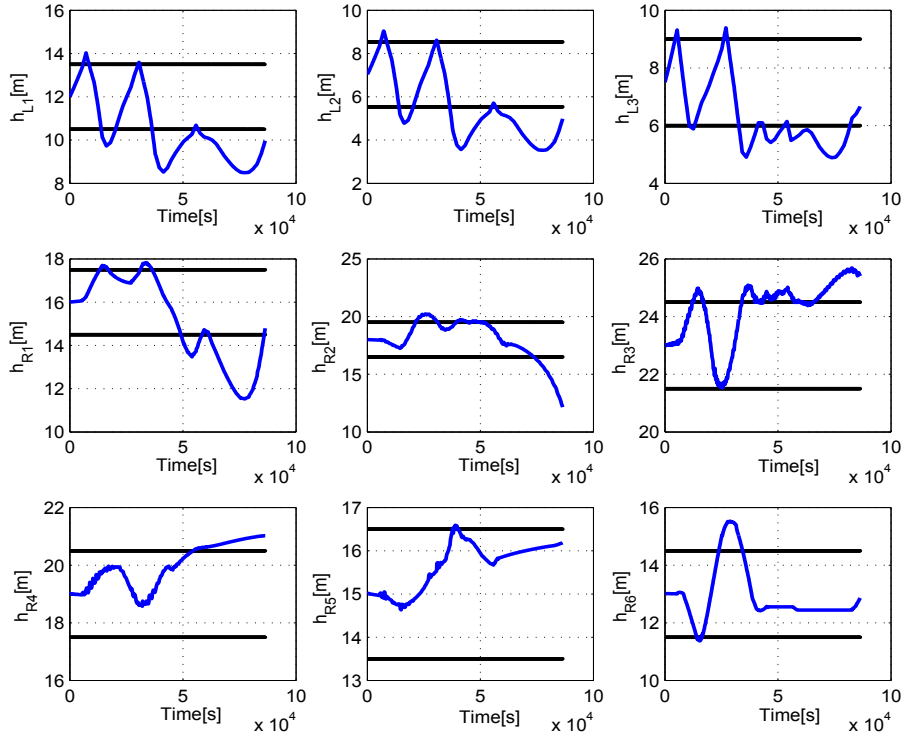 16
14
12
10
8
h_L1[m]
0
5
10
Time[s]
x 10^4
10
8
6
4
2
h_L2[m]
0
5
10
Time[s]
x 10^4
10
8
6
4
h_L3[m]
0
5
10
Time[s]
x 10^4
18
16
14
12
10
h_R1[m]
0
5
10
Time[s]
x 10^4
25
20
15
10
h_R2[m]
0
5
10
Time[s]
x 10^4
26
24
22
20
h_R3[m]
0
5
10
Time[s]
x 10^4
22
20
18
16
h_R4[m]
0
5
10
Time[s]
x 10^4
17
16
15
14
13
h_R5[m]
0
5
10
Time[s]
x 10^4
16
14
12
10
h_R6[m]
0
5
10
Time[s]
x 10^4